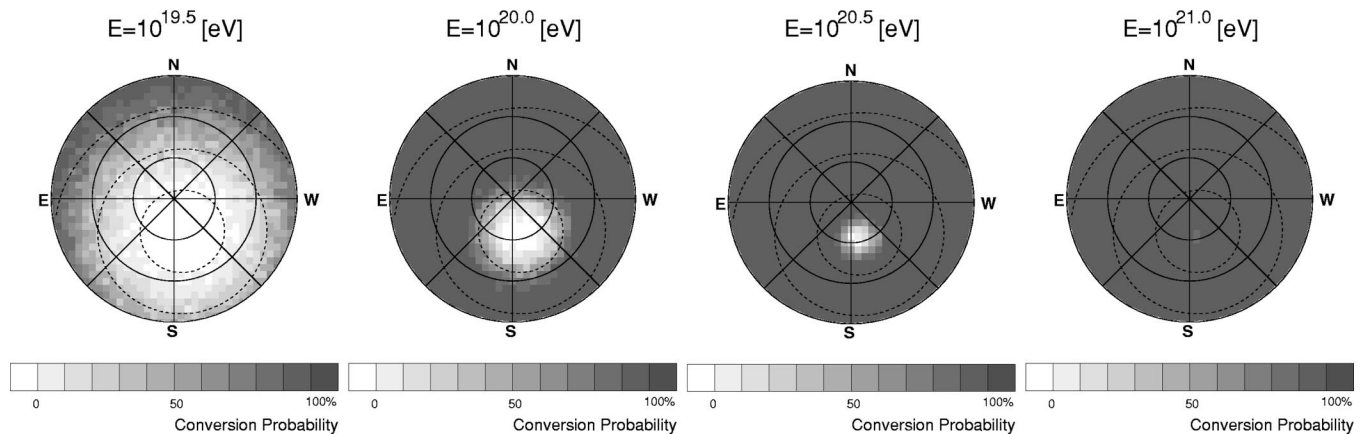 E=10^19.5 [eV]
N
E
W
S
0 50 100%
Conversion Probability
E=10^20.0 [eV]
N
E
W
S
0 50 100%
Conversion Probability
E=10^20.5 [eV]
N
E
W
S
0 50 100%
Conversion Probability
E=10^21.0 [eV]
N
E
W
S
0 50 100%
Conversion Probability